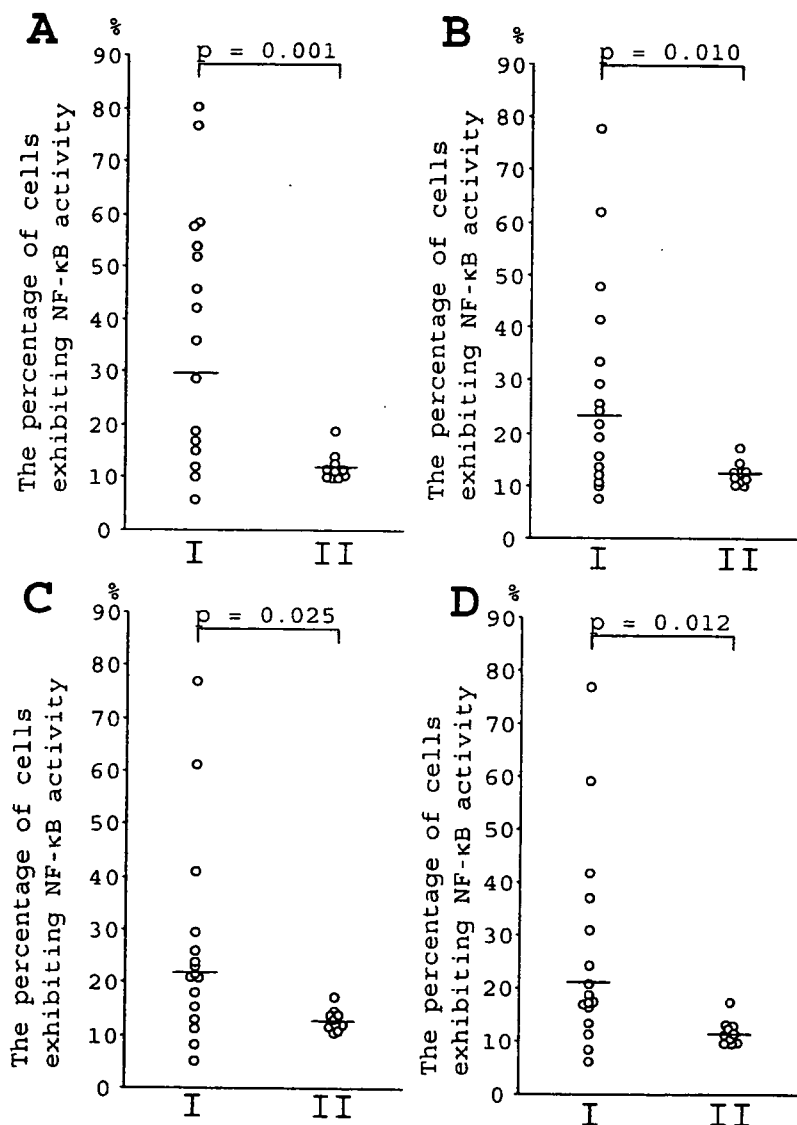 A
%
p = 0.001
90
80
70
60
50
40
30
20
10
0
The percentage of cells
exhibiting NF-κB activity
I
II
B
%
p = 0.010
90
80
70
60
50
40
30
20
10
0
The percentage of cells
exhibiting NF-κB activity
I
II
C
%
p = 0.025
90
80
70
60
50
40
30
20
10
0
The percentage of cells
exhibiting NF-κB activity
I
II
D
%
p = 0.012
90
80
70
60
50
40
30
20
10
0
The percentage of cells
exhibiting NF-κB activity
I
II